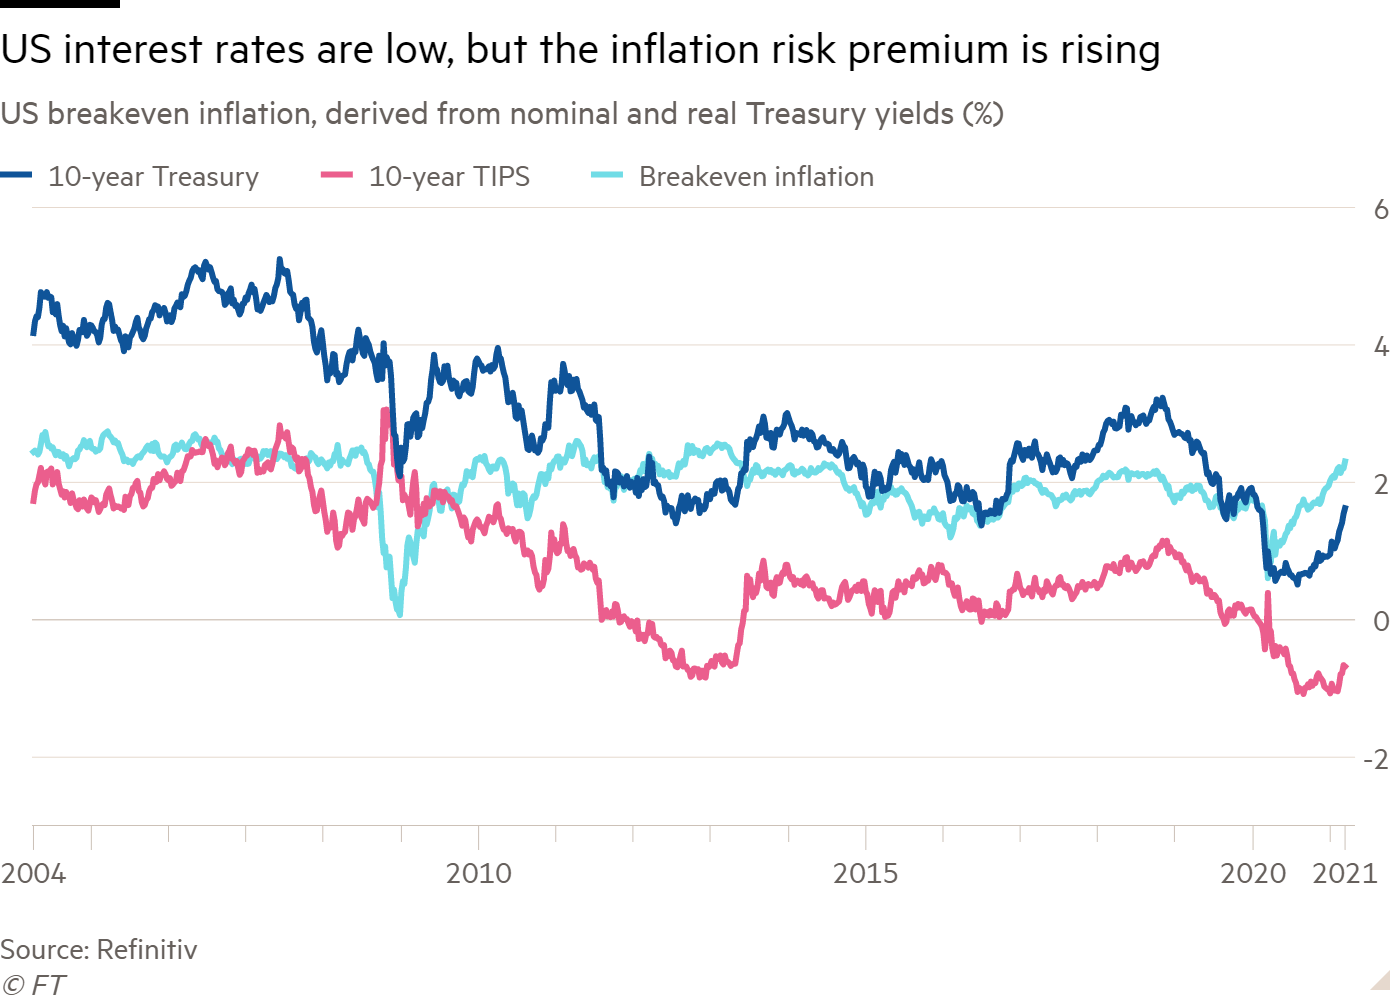 US interest rates are low, but the inflation risk premium is rising
US breakeven inflation, derived from nominal and real Treasury yields (%)
10-year Treasury 10-year TIPS Breakeven inflation
6
4
2
0
-2
2004 2010 2015 2020 2021
Source: Refinitiv
© FT